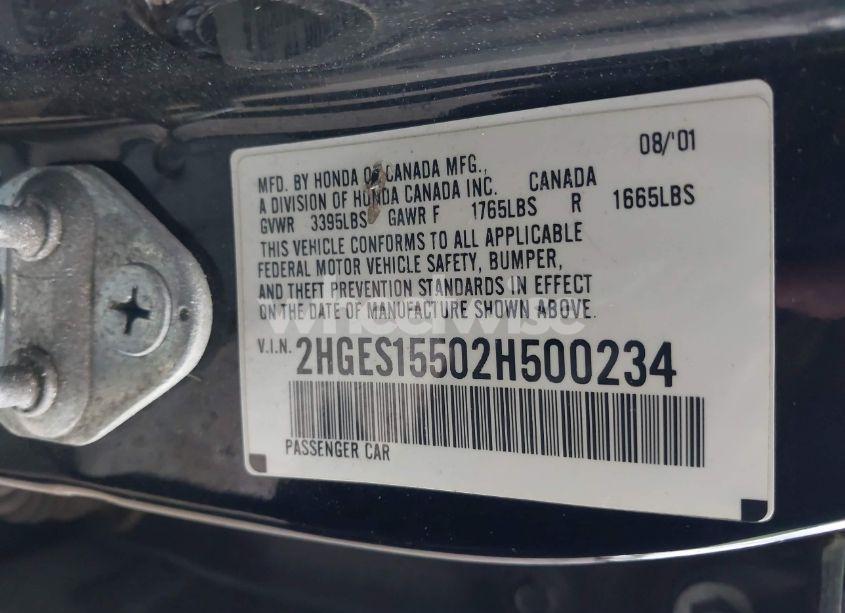 08/'01
MFD. BY HONDA OF CANADA MFG.,
A DIVISION OF HONDA CANADA INC. CANADA
GVWR 3395LBS GAWR F 1765LBS R 1665LBS
THIS VEHICLE CONFORMS TO ALL APPLICABLE
FEDERAL MOTOR VEHICLE SAFETY, BUMPER,
AND THEFT PREVENTION STANDARDS IN EFFECT
ON THE DATE OF MANUFACTURE SHOWN ABOVE.
wheelwise
V.I.N. 2HGES15502H500234
PASSENGER CAR